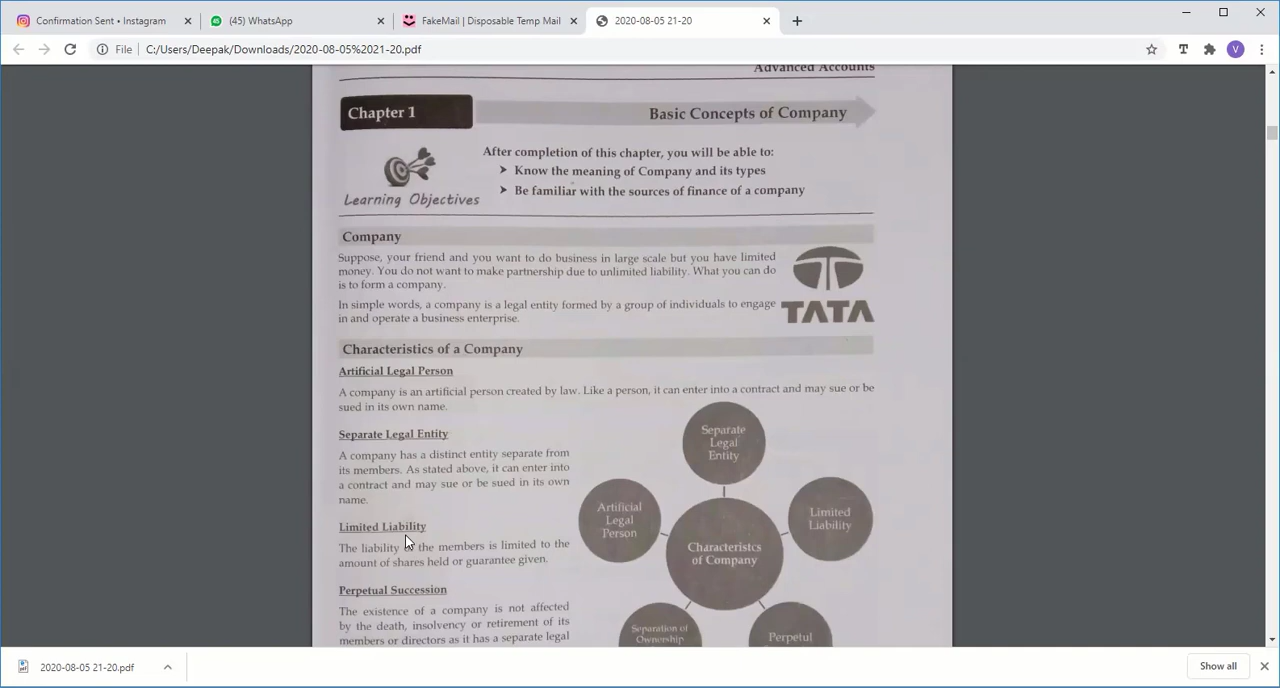 Confirmation Sent • Instagram
(45) WhatsApp
FakeMail | Disposable Temp Mail
2020-08-05 21-20
File
C:/Users/Deepak/Downloads/2020-08-05%2021-20.pdf
V
Advanced Accounts
Chapter 1
Basic Concepts of Company
After completion of this chapter, you will be able to:
Know the meaning of Company and its types
Be familiar with the sources of finance of a company
Learning Objectives
Company
Suppose, your friend and you want to do business in large scale but you have limited
money. You do not want to make partnership due to unlimited liability. What you can do
is to form a company.
In simple words, a company is a legal entity formed by a group of individuals to engage
in and operate a business enterprise.
TATA
Characteristics of a Company
Artificial Legal Person
A company is an artificial person created by law. Like a person, it can enter into a contract and may sue or be
sued in its own name.
Separate Legal Entity
A company has a distinct entity separate from
its members. As stated above, it can enter into
a contract and may sue or be sued in its own
name.
Limited Liability
The liability of the members is limited to the
amount of shares held or guarantee given.
Perpetual Succession
The existence of a company is not affected
by the death, insolvency or retirement of its
members or directors as it has a separate legal
Separate
Legal
Entity
Artificial
Legal
Person
Limited
Liability
Characteristcs
of Company
Separation of
Ownership
Perpetual
2020-08-05 21-20.pdf
Show all